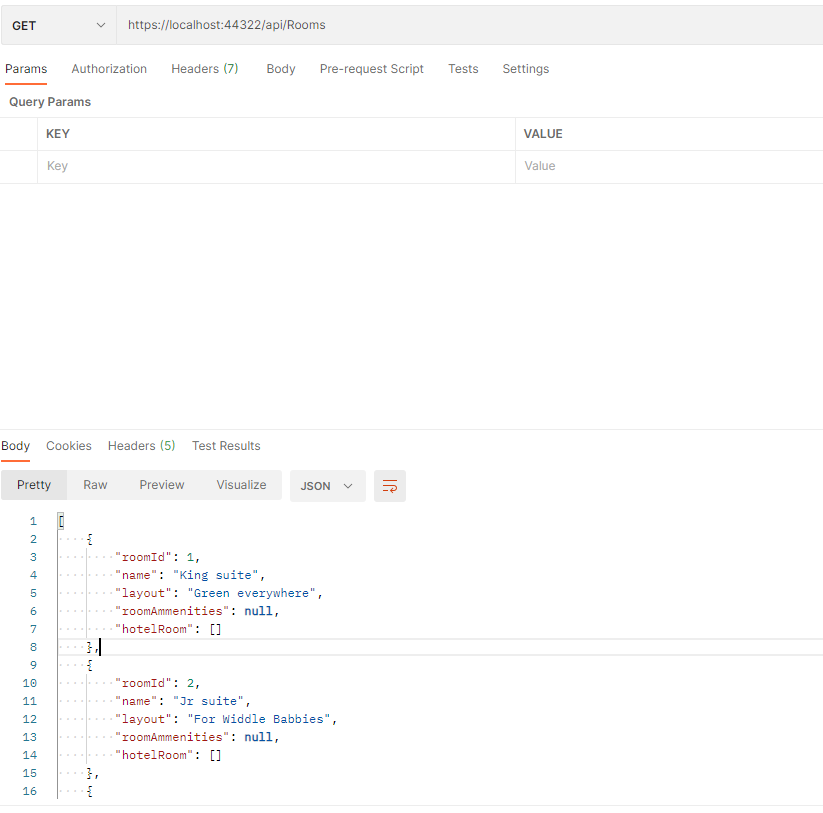 GET https://localhost:44322/api/Rooms
Params Authorization Headers (7) Body Pre-request Script Tests Settings
Query Params
KEY VALUE
Key Value
Body Cookies Headers (5) Test Results
Pretty Raw Preview Visualize JSON
1 [
2 {
3 "roomId": 1,
4 "name": "King suite",
5 "layout": "Green everywhere",
6 "roomAmmenities": null,
7 "hotelRoom": []
8 },
9 {
10 "roomId": 2,
11 "name": "Jr suite",
12 "layout": "For Widdle Babbies",
13 "roomAmmenities": null,
14 "hotelRoom": []
15 },
16 {